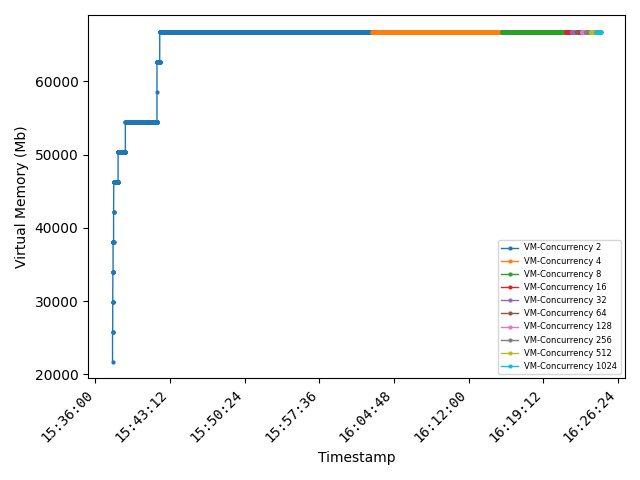 Virtual Memory (Mb)
60000
50000
40000
30000
20000
VM-Concurrency 2
VM-Concurrency 4
VM-Concurrency 8
VM-Concurrency 16
VM-Concurrency 32
VM-Concurrency 64
VM-Concurrency 128
VM-Concurrency 256
VM-Concurrency 512
VM-Concurrency 1024
15:36:00
15:43:12
15:50:24
15:57:36
16:04:48
16:12:00
16:19:12
16:26:24
Timestamp